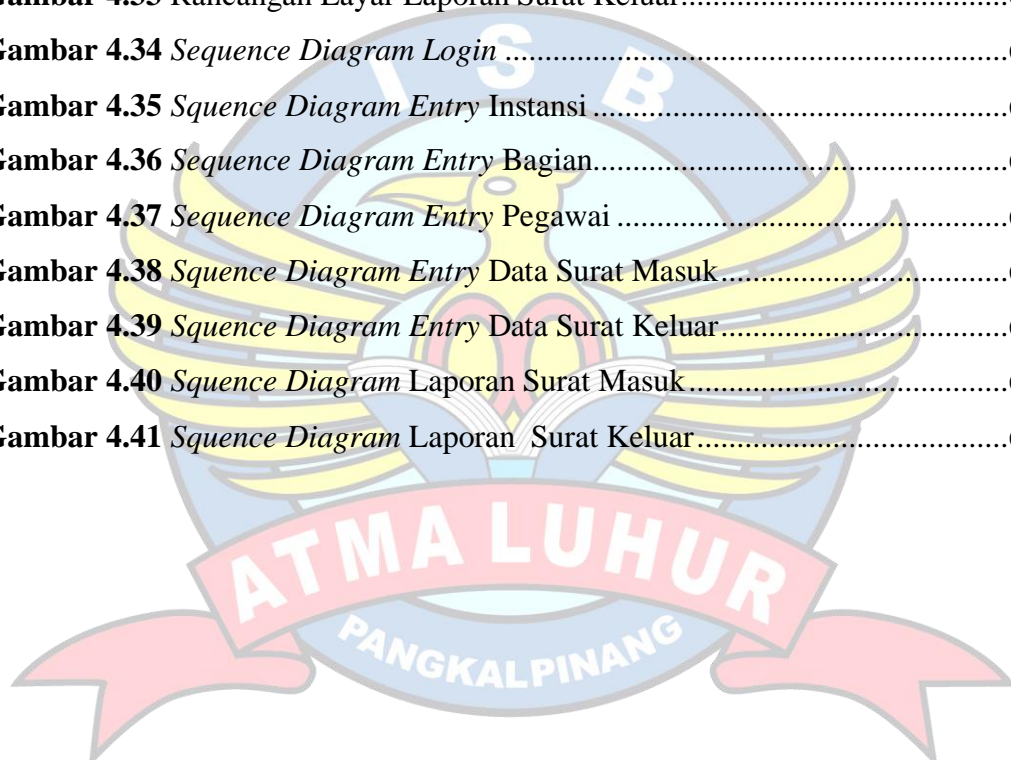 Gambar 4.33 Rancangan Layar Laporan Surat Keluar
Gambar 4.34 Sequence Diagram Login
Gambar 4.35 Squence Diagram Entry Instansi
Gambar 4.36 Sequence Diagram Entry Bagian
Gambar 4.37 Sequence Diagram Entry Pegawai
Gambar 4.38 Squence Diagram Entry Data Surat Masuk
Gambar 4.39 Squence Diagram Entry Data Surat Keluar
Gambar 4.40 Squence Diagram Laporan Surat Masuk
Gambar 4.41 Squence Diagram Laporan Surat Keluar
I S B
ATMA LUHUR
PANGKALPINANG